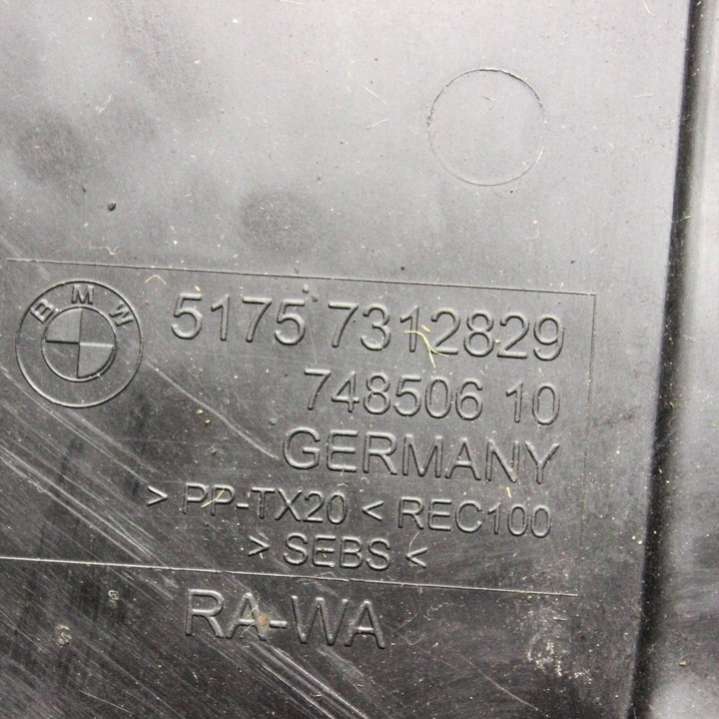 BMW
5175 7312829
748506 10
GERMANY
> PP-TX20 < REC100
> SEBS <
RA-WA